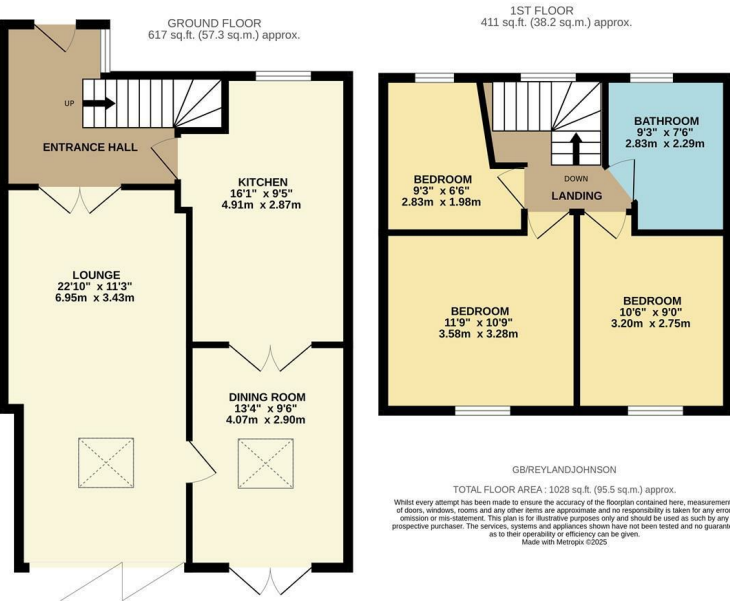 GROUND FLOOR
617 sq.ft. (57.3 sq.m.) approx.
UP
ENTRANCE HALL
KITCHEN
16'1" x 9'5"
4.91m x 2.87m
LOUNGE
22'10" x 11'3"
6.95m x 3.43m
DINING ROOM
13'4" x 9'6"
4.07m x 2.90m
1ST FLOOR
411 sq.ft. (38.2 sq.m.) approx.
BATHROOM
9'3" x 7'6"
2.83m x 2.29m
BEDROOM
9'3" x 6'6"
2.83m x 1.98m
DOWN
LANDING
BEDROOM
11'9" x 10'9"
3.58m x 3.28m
BEDROOM
10'6" x 9'0"
3.20m x 2.75m
GB/REYLANDJOHNSON
TOTAL FLOOR AREA : 1028 sq.ft. (95.5 sq.m.) approx.
Whilst every attempt has been made to ensure the accuracy of the floorplan contained here, measurement
of doors, windows, rooms and any other items are approximate and no responsibility is taken for any error
omission or mis-statement. This plan is for illustrative purposes only and should be used as such by any
prospective purchaser. The services, systems and appliances shown have not been tested and no guarante
as to their operability or efficiency can be given.
Made with Metropix ©2025